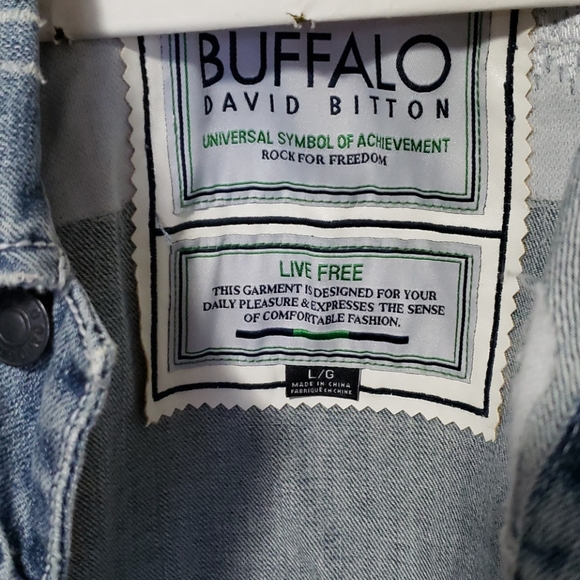 BUFFALO
DAVID BITTON
UNIVERSAL SYMBOL OF ACHIEVEMENT
ROCK FOR FREEDOM
LIVE FREE
THIS GARMENT IS DESIGNED FOR YOUR
DAILY PLEASURE & EXPRESSES THE SENSE
OF COMFORTABLE FASHION.
L/G
MADE IN CHINA
FABRIQUÉ EN CHINE